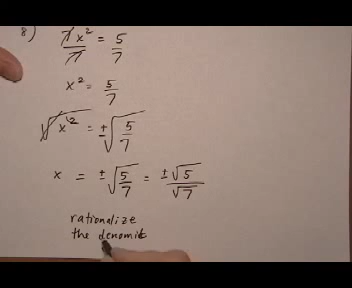 8) 7x² / 7 = 5/7
x² = 5/7
√x² = ±√5/7
x = ±√5/7 = ±√5 / √7
rationalize
the denomi